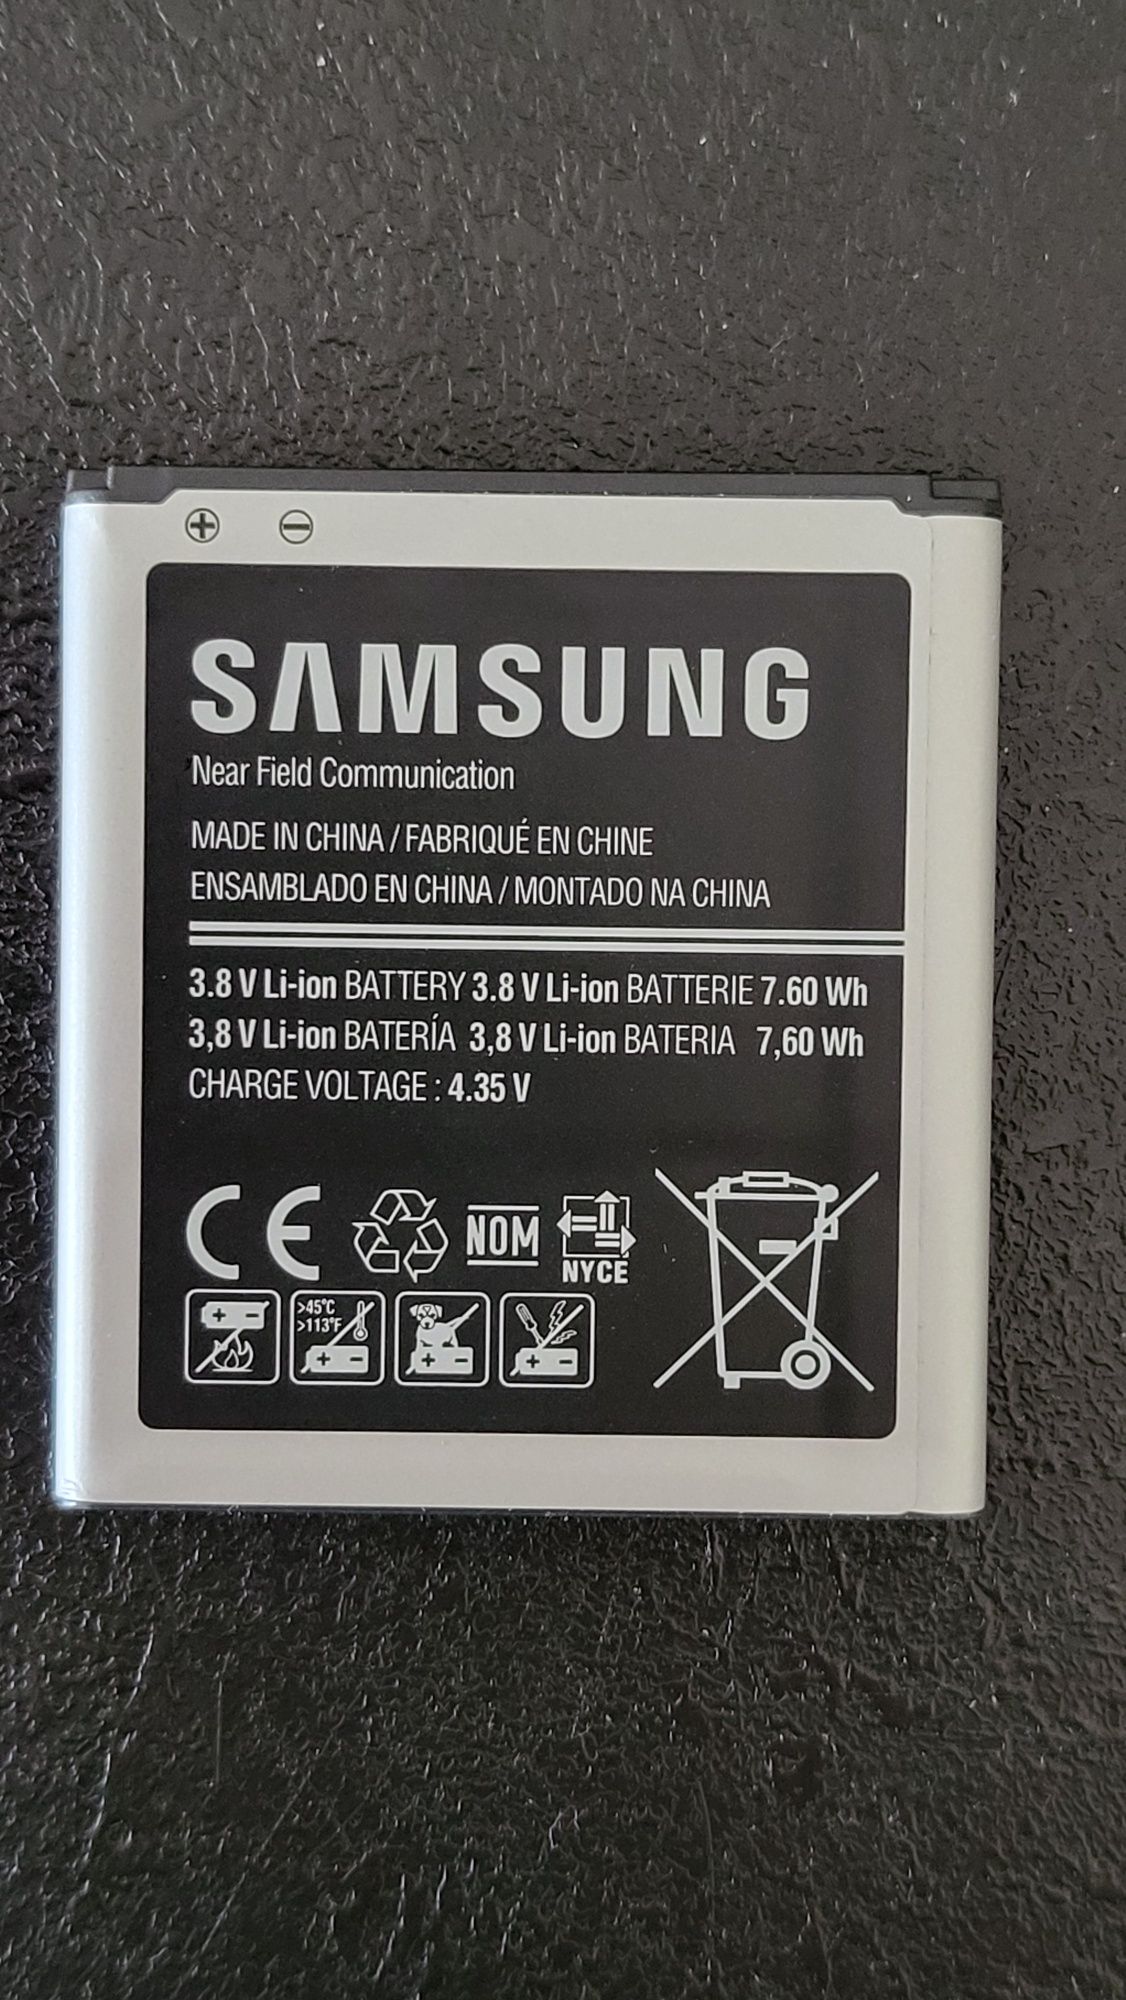 SAMSUNG
Near Field Communication
MADE IN CHINA / FABRIQUÉ EN CHINE
ENSAMBLADO EN CHINA / MONTADO NA CHINA
3.8 V Li-ion BATTERY 3.8 V Li-ion BATTERIE 7.60 Wh
3,8 V Li-ion BATERÍA 3,8 V Li-ion BATERIA 7,60 Wh
CHARGE VOLTAGE : 4.35 V
CE NOM
NYCE
>45°C
>113°F